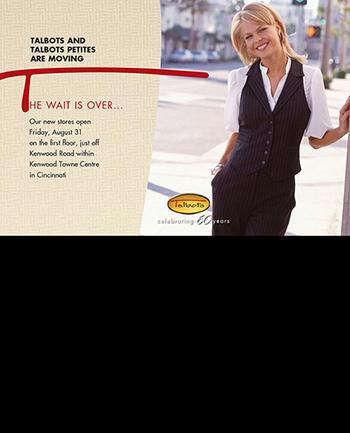 TALBOTS AND
TALBOTS PETITES
ARE MOVING
THE WAIT IS OVER...
Our new stores open
Friday, August 31
on the first floor, just off
Kenwood Road within
Kenwood Towne Centre
in Cincinnati
Talbots
celebrating 60 years